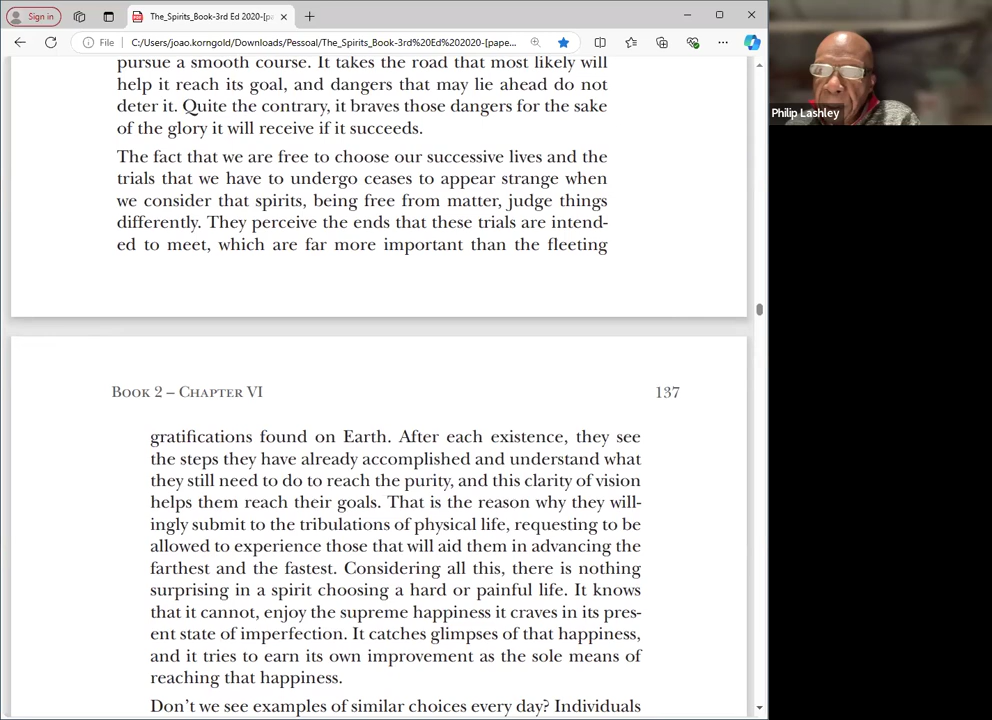 Sign in
The_Spirits_Book-3rd Ed 2020-[pa
File
C:/Users/joao.korngold/Downloads/Pessoal/The_Spirits_Book-3rd%20Ed%202020-[pape...
pursue a smooth course. It takes the road that most likely will
help it reach its goal, and dangers that may lie ahead do not
deter it. Quite the contrary, it braves those dangers for the sake
of the glory it will receive if it succeeds.
The fact that we are free to choose our successive lives and the
trials that we have to undergo ceases to appear strange when
we consider that spirits, being free from matter, judge things
differently. They perceive the ends that these trials are intend-
ed to meet, which are far more important than the fleeting
Book 2 – Chapter VI
137
gratifications found on Earth. After each existence, they see
the steps they have already accomplished and understand what
they still need to do to reach the purity, and this clarity of vision
helps them reach their goals. That is the reason why they will-
ingly submit to the tribulations of physical life, requesting to be
allowed to experience those that will aid them in advancing the
farthest and the fastest. Considering all this, there is nothing
surprising in a spirit choosing a hard or painful life. It knows
that it cannot, enjoy the supreme happiness it craves in its pres-
ent state of imperfection. It catches glimpses of that happiness,
and it tries to earn its own improvement as the sole means of
reaching that happiness.
Don't we see examples of similar choices every day? Individuals
Philip Lashley